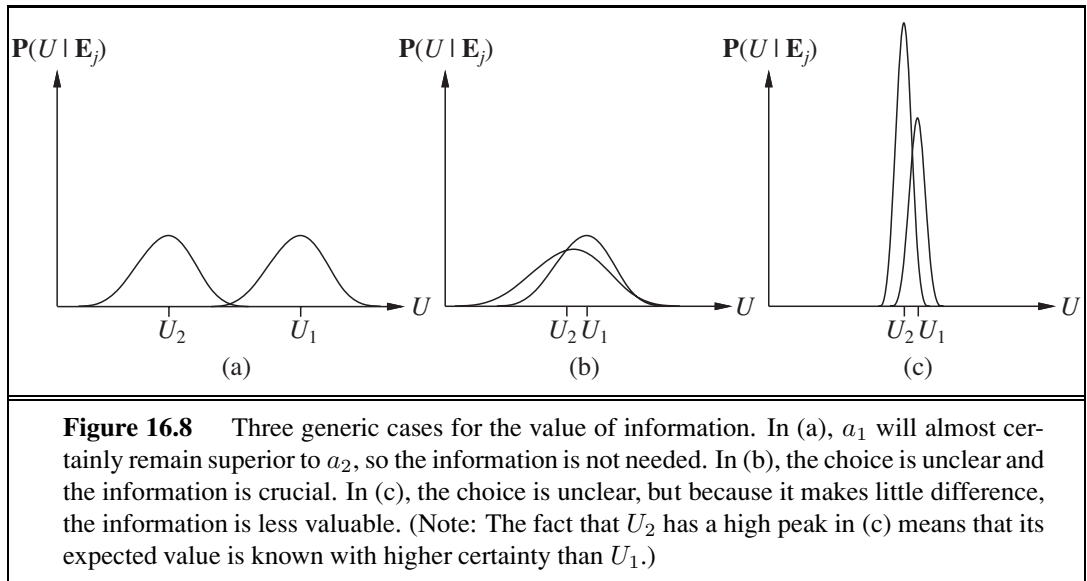 P(U | E_j) P(U | E_j) P(U | E_j)
U U U
U_2 U_1 U_2 U_1 U_2 U_1
(a) (b) (c)
Figure 16.8 Three generic cases for the value of information. In (a), a_1 will almost cer-
tainly remain superior to a_2, so the information is not needed. In (b), the choice is unclear and
the information is crucial. In (c), the choice is unclear, but because it makes little difference,
the information is less valuable. (Note: The fact that U_2 has a high peak in (c) means that its
expected value is known with higher certainty than U_1.)